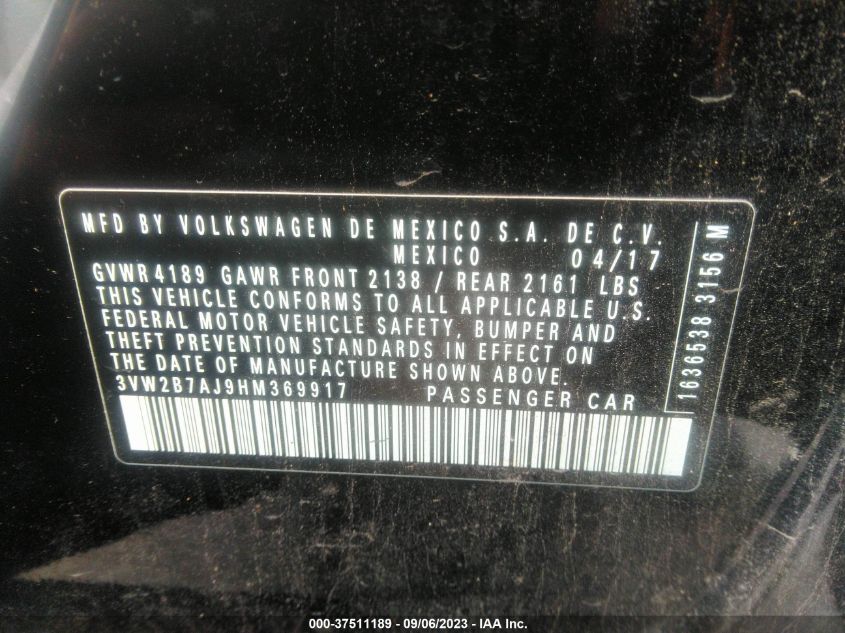 MFD BY VOLKSWAGEN DE MEXICO S.A. DE C.V.
MEXICO 04/17
GVWR 4189 GAWR FRONT 2138 / REAR 2161 LBS
THIS VEHICLE CONFORMS TO ALL APPLICABLE U.S.
FEDERAL MOTOR VEHICLE SAFETY, BUMPER AND
THEFT PREVENTION STANDARDS IN EFFECT ON
THE DATE OF MANUFACTURE SHOWN ABOVE.
3VW2B7AJ9HM369917 PASSENGER CAR
1636538 3156 M
000-37511189 - 09/06/2023 - IAA Inc.